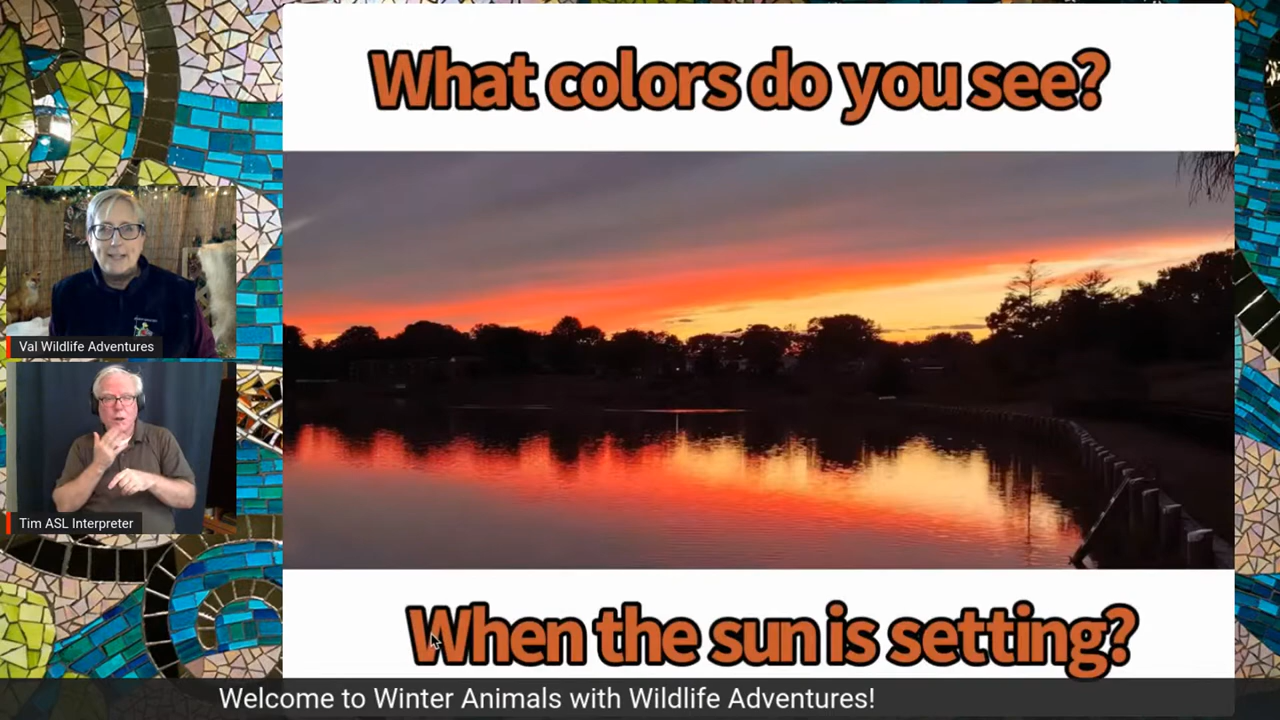 What colors do you see?
Val Wildlife Adventures
Tim ASL Interpreter
When the sun is setting?
Welcome to Winter Animals with Wildlife Adventures!